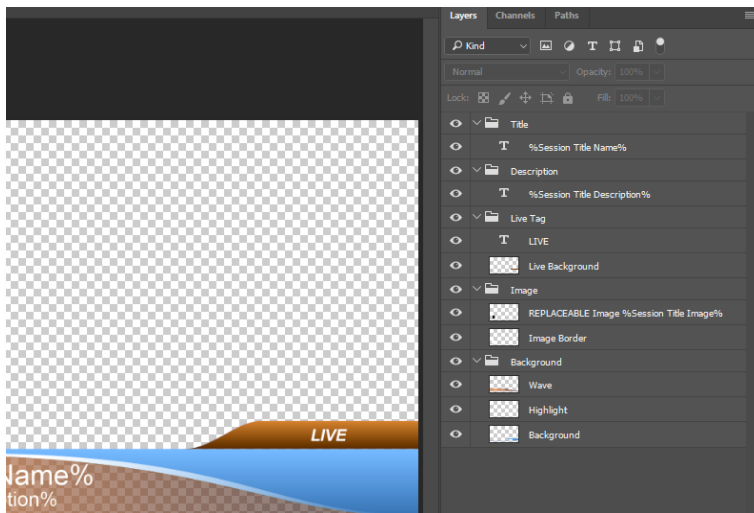 Layers Channels Paths
Kind
Normal Opacity: 100%
Lock: Fill: 100%
Title
%Session Title Name%
Description
%Session Title Description%
Live Tag
LIVE
Live Background
Image
REPLACEABLE Image %Session Title Image%
Image Border
Background
Wave
Highlight
Background
LIVE
Name%
tion%